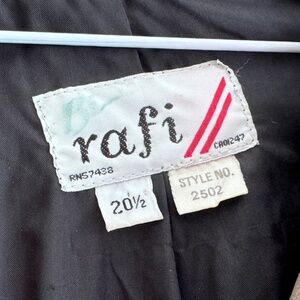 rafi
RN57438
CA01247
20½
STYLE NO.
2502